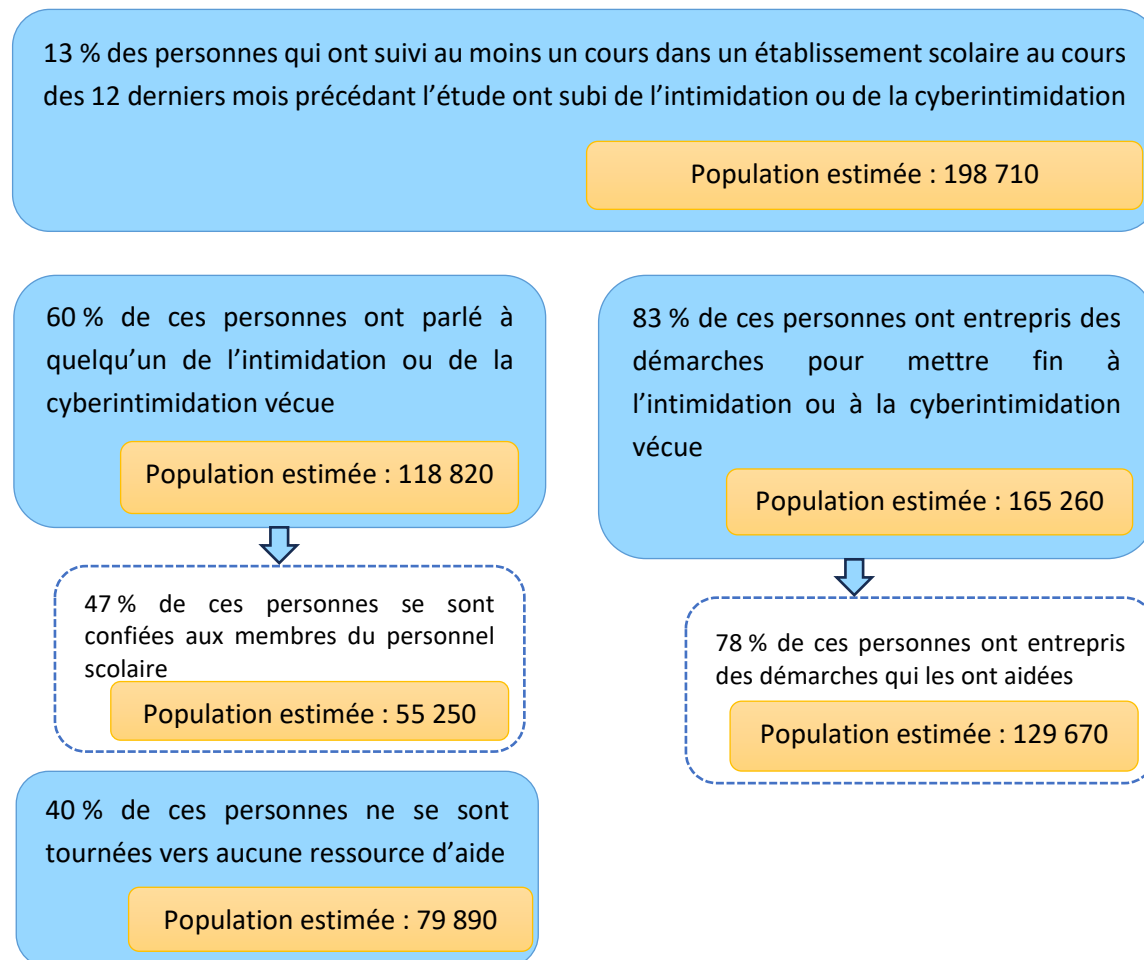 13 % des personnes qui ont suivi au moins un cours dans un établissement scolaire au cours
des 12 derniers mois précédant l’étude ont subi de l’intimidation ou de la cyberintimidation
Population estimée : 198 710
60 % de ces personnes ont parlé à
quelqu’un de l’intimidation ou de la
cyberintimidation vécue
Population estimée : 118 820
47 % de ces personnes se sont
confiées aux membres du personnel
scolaire
Population estimée : 55 250
40 % de ces personnes ne se sont
tournées vers aucune ressource d’aide
Population estimée : 79 890
83 % de ces personnes ont entrepris des
démarches pour mettre fin à
l’intimidation ou à la cyberintimidation
vécue
Population estimée : 165 260
78 % de ces personnes ont entrepris
des démarches qui les ont aidées
Population estimée : 129 670